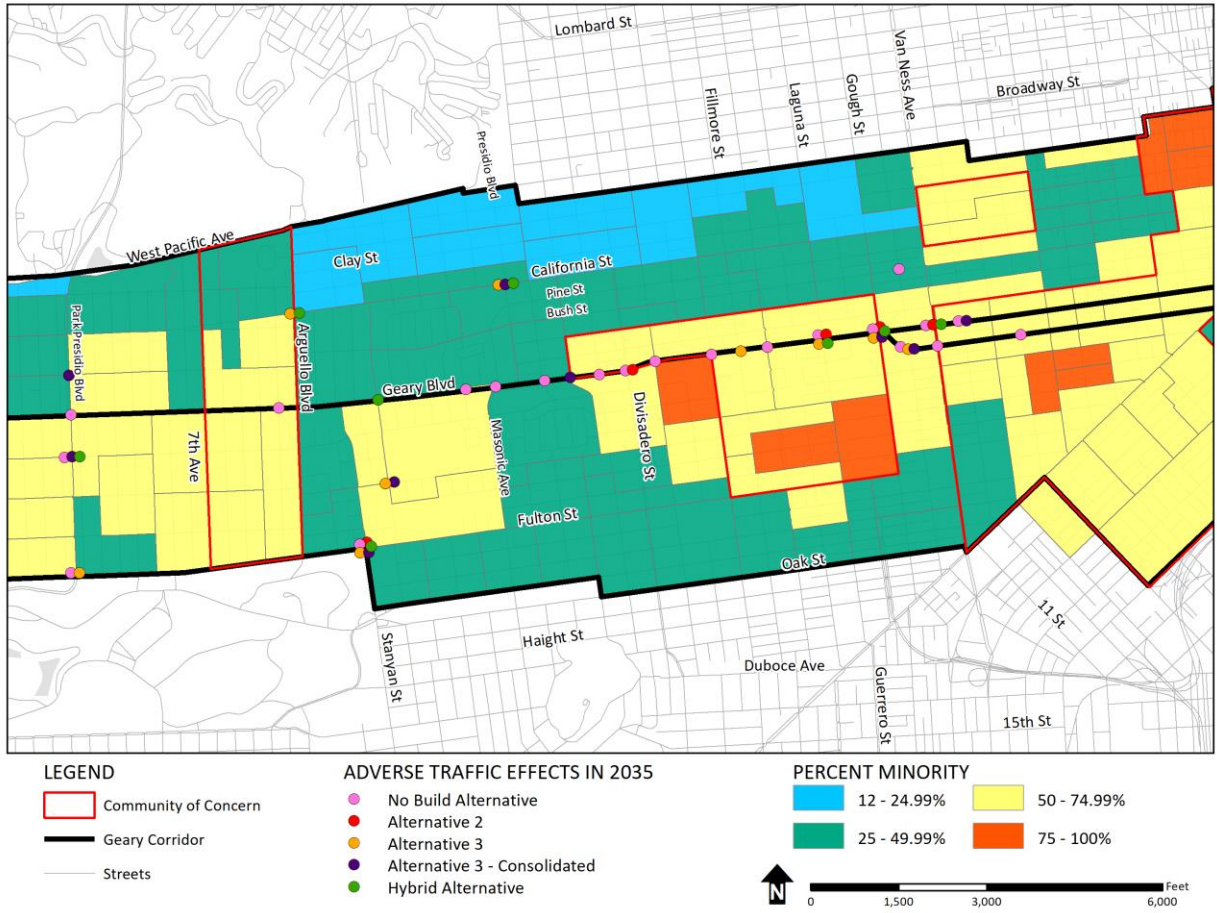 Lombard St
Van Ness Ave
Broadway St
Gough St
Laguna St
Fillmore St
Presidio Blvd
West Pacific Ave
Clay St
California St
Pine St
Bush St
Park Presidio Blvd
Arguello Blvd
Geary Blvd
7th Ave
Masonic Ave
Divisadero St
Fulton St
Oak St
11 St
Haight St
Stanyan St
Duboce Ave
Guerrero St
15th St
LEGEND
Community of Concern
Geary Corridor
Streets
ADVERSE TRAFFIC EFFECTS IN 2035
No Build Alternative
Alternative 2
Alternative 3
Alternative 3 - Consolidated
Hybrid Alternative
PERCENT MINORITY
12 - 24.99%
50 - 74.99%
25 - 49.99%
75 - 100%
N
Feet
0 1,500 3,000 6,000